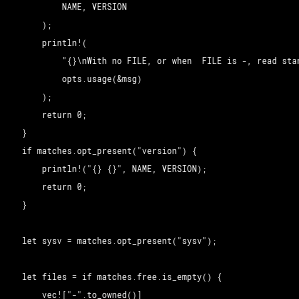 NAME, VERSION
);
println!(
"{}\nWith no FILE, or when  FILE is -, read
opts.usage(&msg)
);
return 0;
}
if matches.opt_present("version") {
println!("{} {}", NAME, VERSION);
return 0;
}
let sysv = matches.opt_present("sysv");
let files = if matches.free.is_empty() {
vec!["-".to_owned()]